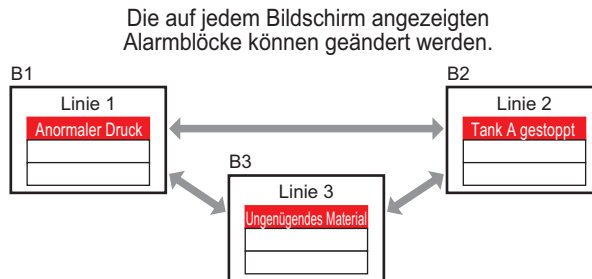 Die auf jedem Bildschirm angezeigten
Alarmblöcke können geändert werden.
B1
Linie 1
Anormaler Druck
B2
Linie 2
Tank A gestoppt
B3
Linie 3
Ungenügendes Material